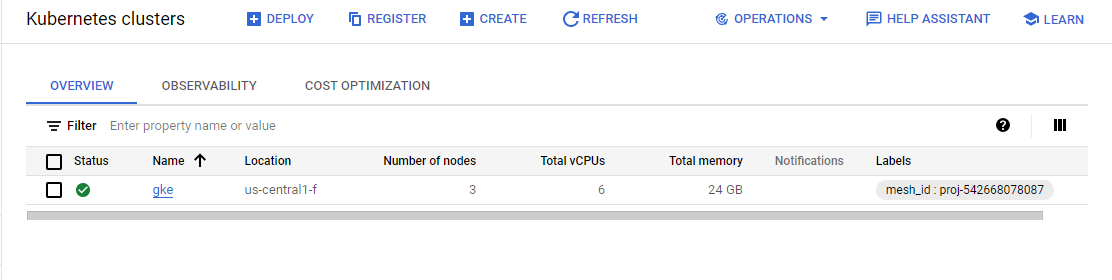 Kubernetes clusters DEPLOY REGISTER CREATE REFRESH OPERATIONS HELP ASSISTANT LEARN
OVERVIEW OBSERVABILITY COST OPTIMIZATION
Filter Enter property name or value
Status Name Location Number of nodes Total vCPUs Total memory Notifications Labels
gke us-central1-f 3 6 24 GB mesh_id : proj-542668078087